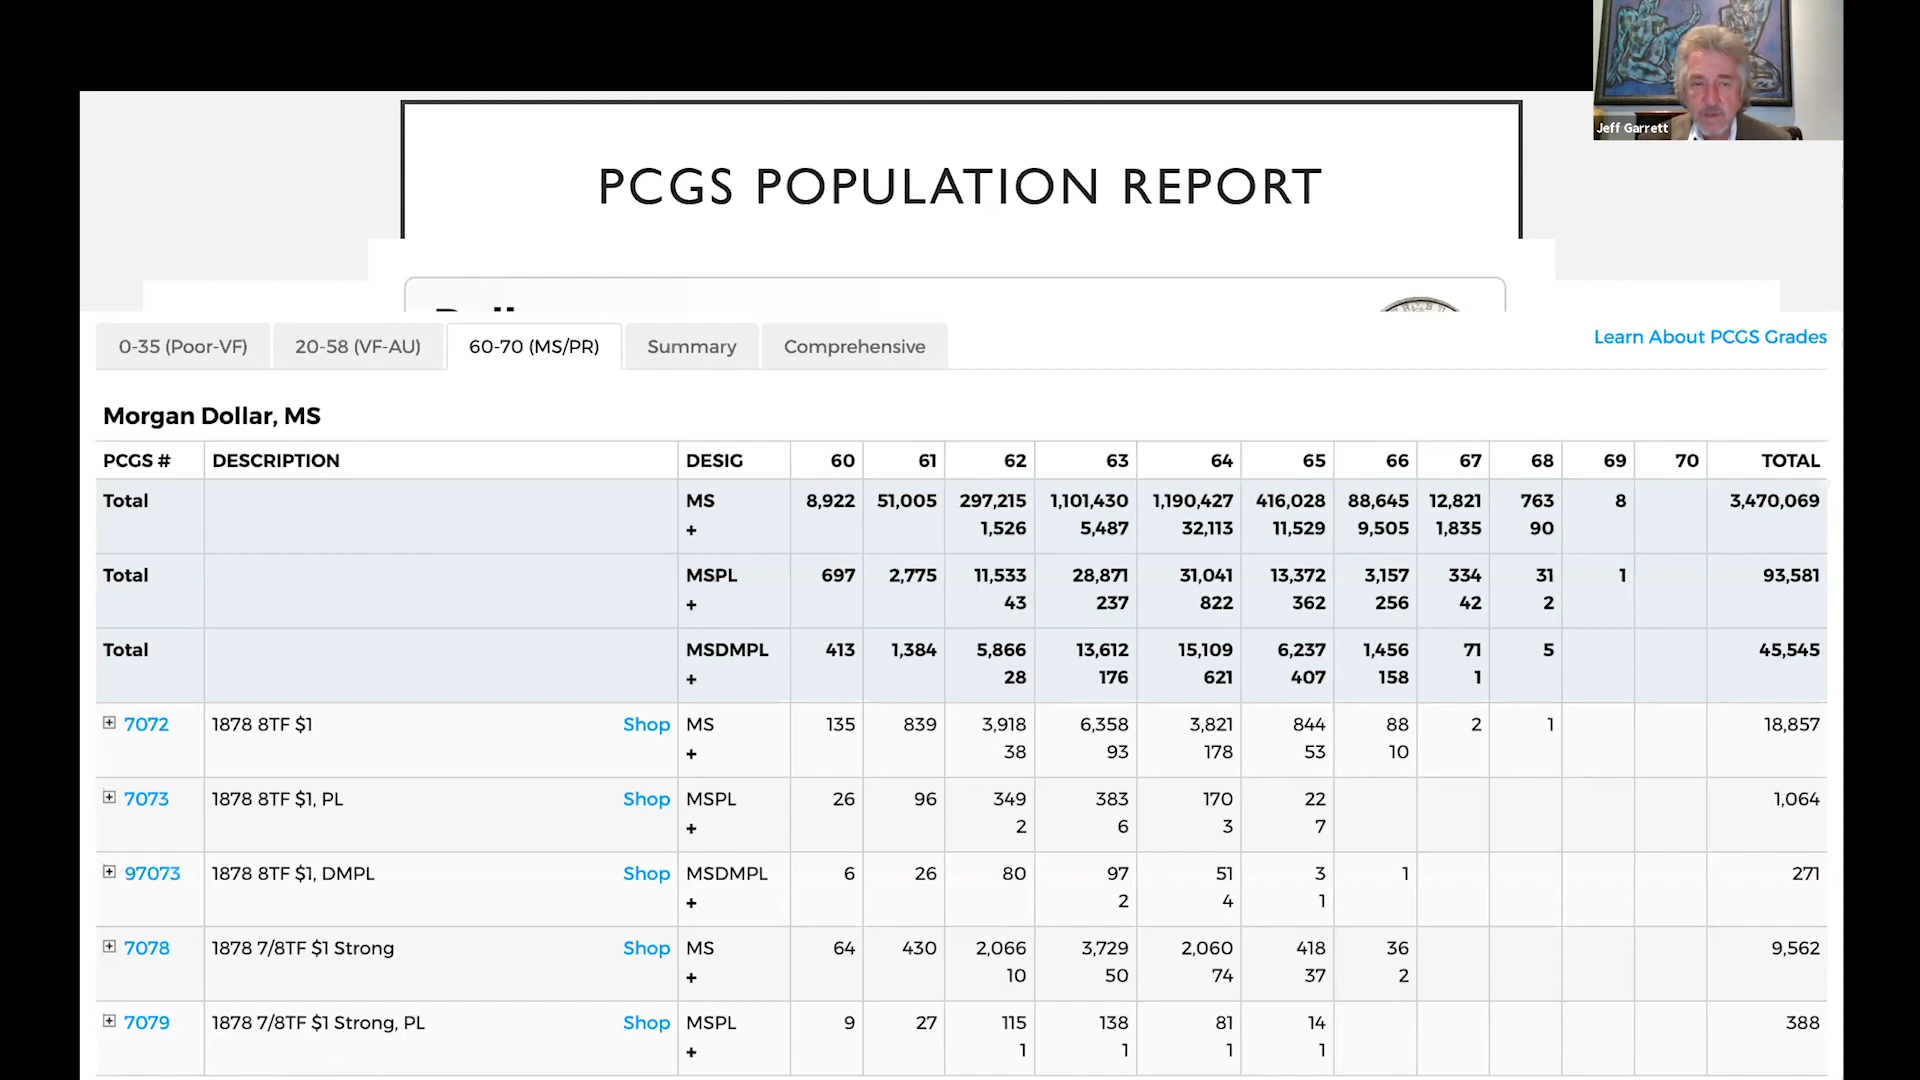 Jeff Garrett
PCGS POPULATION REPORT
0-35 (Poor-VF) 20-58 (VF-AU) 60-70 (MS/PR) Summary Comprehensive
Learn About PCGS Grades
Morgan Dollar, MS
PCGS # DESCRIPTION DESIG 60 61 62 63 64 65 66 67 68 69 70 TOTAL
Total MS 8,922 51,005 297,215 1,101,430 1,190,427 416,028 88,645 12,821 763 8 3,470,069
+ 1,526 5,487 32,113 11,529 9,505 1,835 90
Total MSPL 697 2,775 11,533 28,871 31,041 13,372 3,157 334 31 1 93,581
+ 43 237 822 362 256 42 2
Total MSDMPL 413 1,384 5,866 13,612 15,109 6,237 1,456 71 5 45,545
+ 28 176 621 407 158 1
7072 1878 8TF $1 Shop MS 135 839 3,918 6,358 3,821 844 88 2 1 18,857
+ 38 93 178 53 10
7073 1878 8TF $1, PL Shop MSPL 26 96 349 383 170 22 1,064
+ 2 6 3 7
97073 1878 8TF $1, DMPL Shop MSDMPL 6 26 80 97 51 3 1 271
+ 2 4 1
7078 1878 7/8TF $1 Strong Shop MS 64 430 2,066 3,729 2,060 418 36 9,562
+ 10 50 74 37 2
7079 1878 7/8TF $1 Strong, PL Shop MSPL 9 27 115 138 81 14 388
+ 1 1 1 1